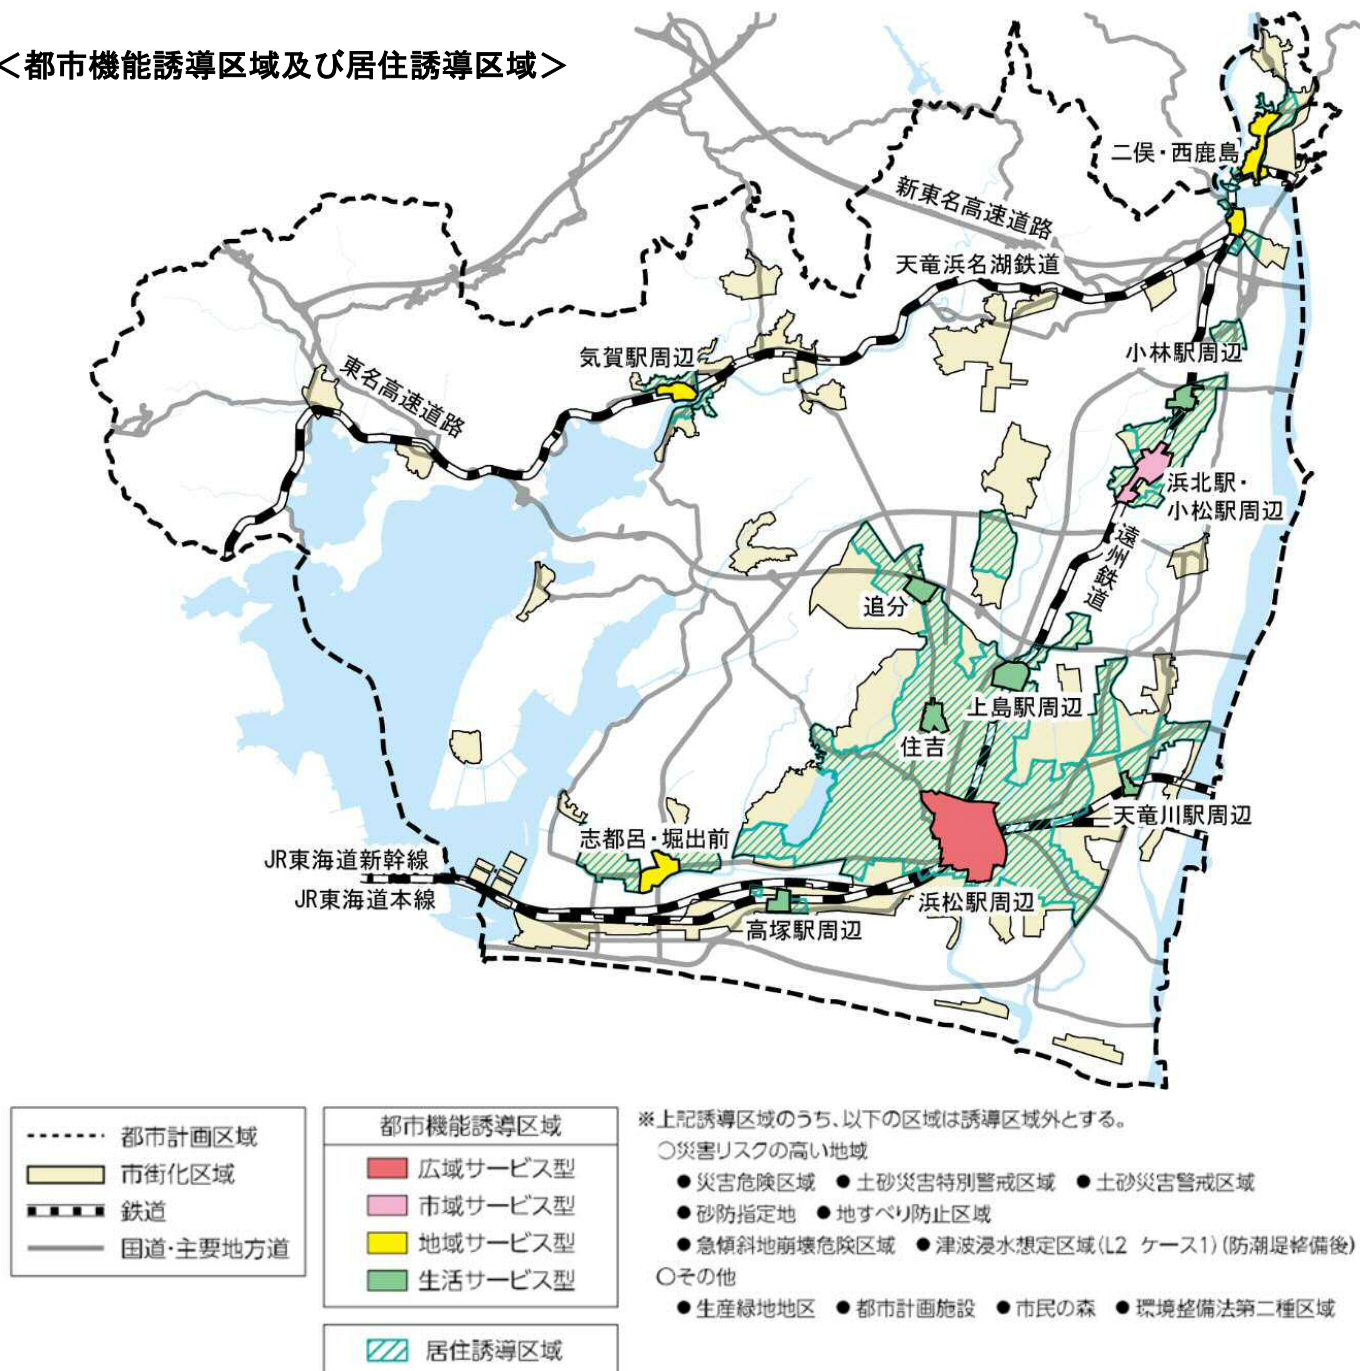 <都市機能誘導区域及び居住誘導区域>
二俣・西鹿島
新東名高速道路
天竜浜名湖鉄道
気賀駅周辺
小林駅周辺
東名高速道路
浜北駅・
小松駅周辺
遠州鉄道
追分
上島駅周辺
住吉
天竜川駅周辺
志都呂・堀出前
JR東海道新幹線
JR東海道本線
浜松駅周辺
高塚駅周辺
都市計画区域
市街化区域
鉄道
国道・主要地方道
都市機能誘導区域
広域サービス型
市域サービス型
地域サービス型
生活サービス型
居住誘導区域
※上記誘導区域のうち、以下の区域は誘導区域外とする。
○災害リスクの高い地域
●災害危険区域 ●土砂災害特別警戒区域 ●土砂災害警戒区域
●砂防指定地 ●地すべり防止区域
●急傾斜地崩壊危険区域 ●津波浸水想定区域(L2 ケース1)(防潮堤整備後)
○その他
●生産緑地地区 ●都市計画施設 ●市民の森 ●環境整備法第二種区域